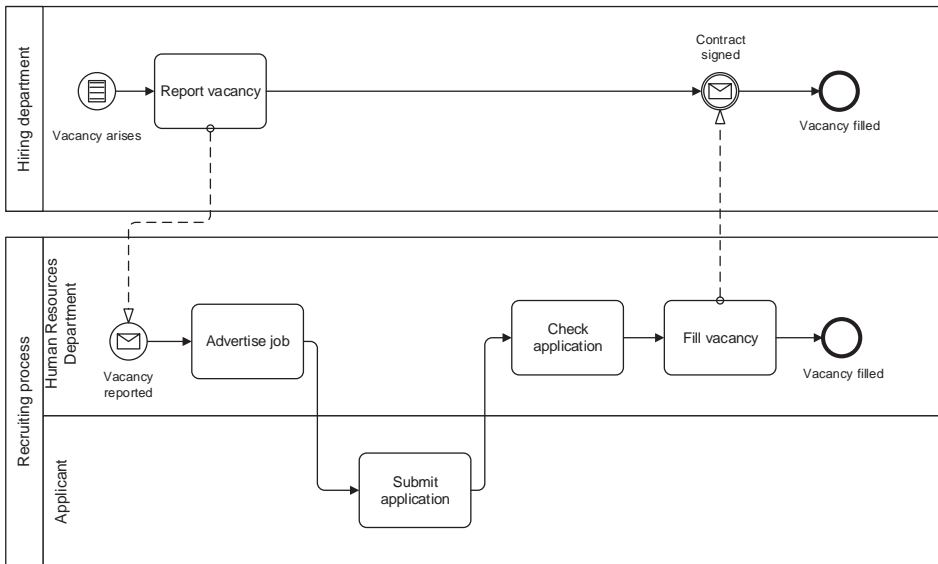 Hiring department
Vacancy arises
Report vacancy
Contract
signed
Vacancy filled
Recruiting process
Human Resources
Department
Vacancy
reported
Advertise job
Check
application
Fill vacancy
Vacancy filled
Applicant
Submit
application